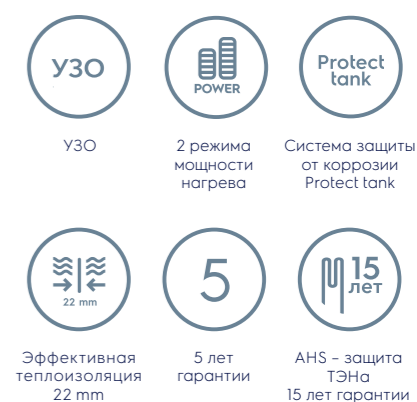 УЗО
POWER
Protect
tank
УЗО
2 режима
мощности
нагрева
Система защиты
от коррозии
Protect tank
22 mm
5
15
лет
Эффективная
теплоизоляция
22 mm
5 лет
гарантии
AHS – защита
ТЭНа
15 лет гарантии